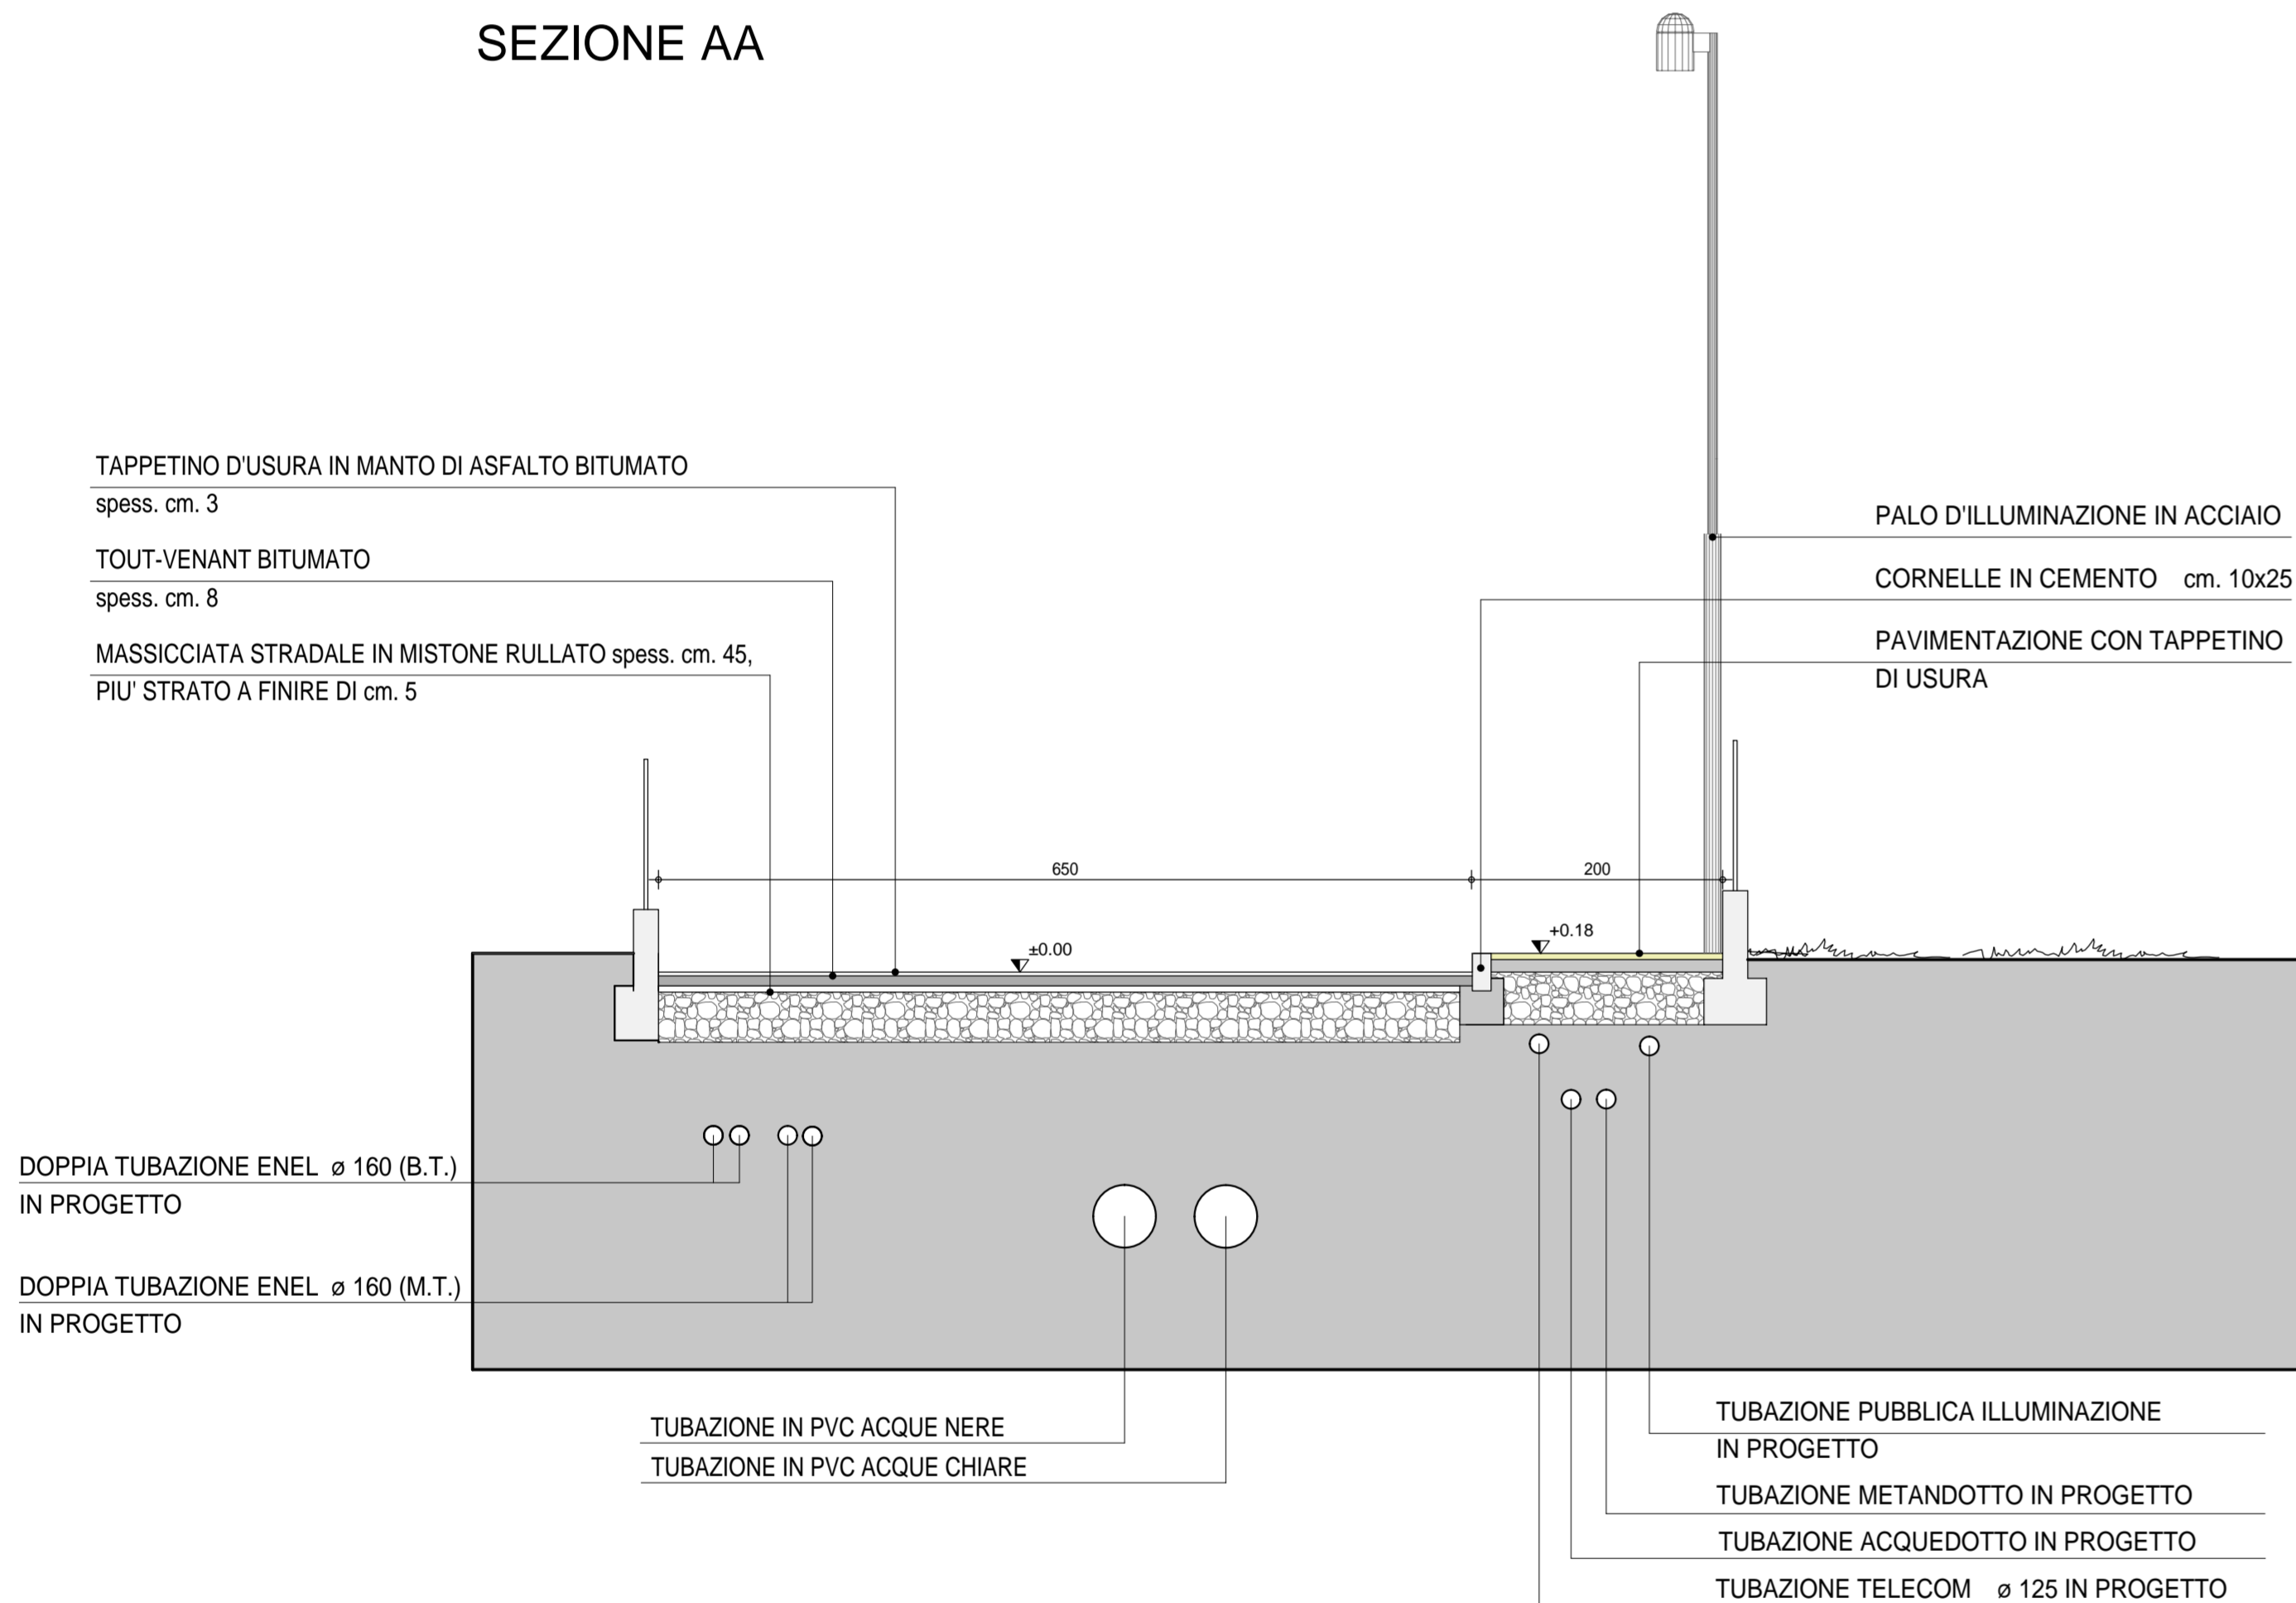 SEZIONE AA
TAPPETINO D'USURA IN MANTO DI ASFALTO BITUMATO
spess. cm. 3
TOUT-VENANT BITUMATO
spess. cm. 8
MASSICCIATA STRADALE IN MISTONE RULLATO spess. cm. 45,
PIU' STRATO A FINIRE DI cm. 5
PALO D'ILLUMINAZIONE IN ACCIAIO
CORNELLE IN CEMENTO cm. 10x25
PAVIMENTAZIONE CON TAPPETINO
DI USURA
650
200
±0.00
+0.18
DOPPIA TUBAZIONE ENEL ø 160 (B.T.)
IN PROGETTO
DOPPIA TUBAZIONE ENEL ø 160 (M.T.)
IN PROGETTO
TUBAZIONE IN PVC ACQUE NERE
TUBAZIONE IN PVC ACQUE CHIARE
TUBAZIONE PUBBLICA ILLUMINAZIONE
IN PROGETTO
TUBAZIONE METANDOTTO IN PROGETTO
TUBAZIONE ACQUEDOTTO IN PROGETTO
TUBAZIONE TELECOM ø 125 IN PROGETTO